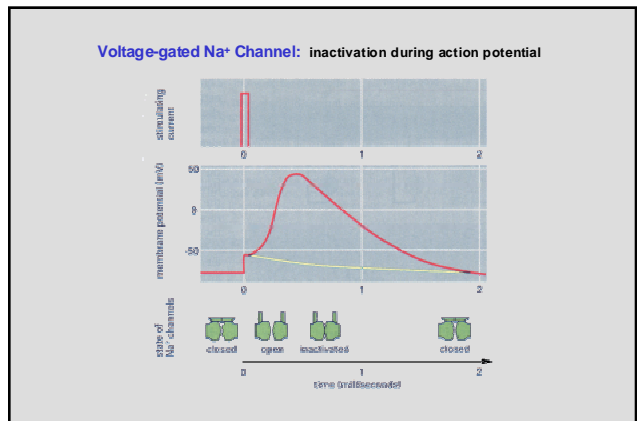 Voltage-gated Na⁺ Channel: inactivation during action potential
stimulating
current
0 1 2
membrane potential (mV)
50
0
-50
0 1 2
state of
Na⁺ channels
closed open inactivated closed
0 1 2
time (milliseconds)